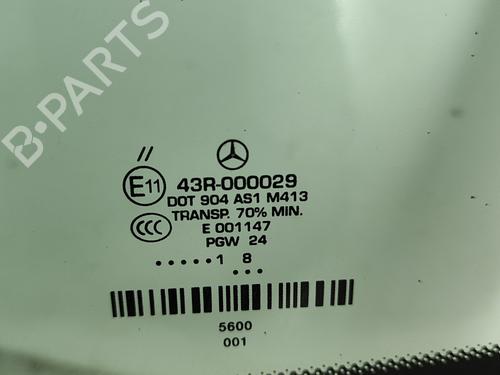 B-PARTS
//
E11 43R-000029
DOT 904 AS1 M413
TRANSP. 70% MIN.
CCC E 001147
PGW 24
.....1 8
...
5600
001